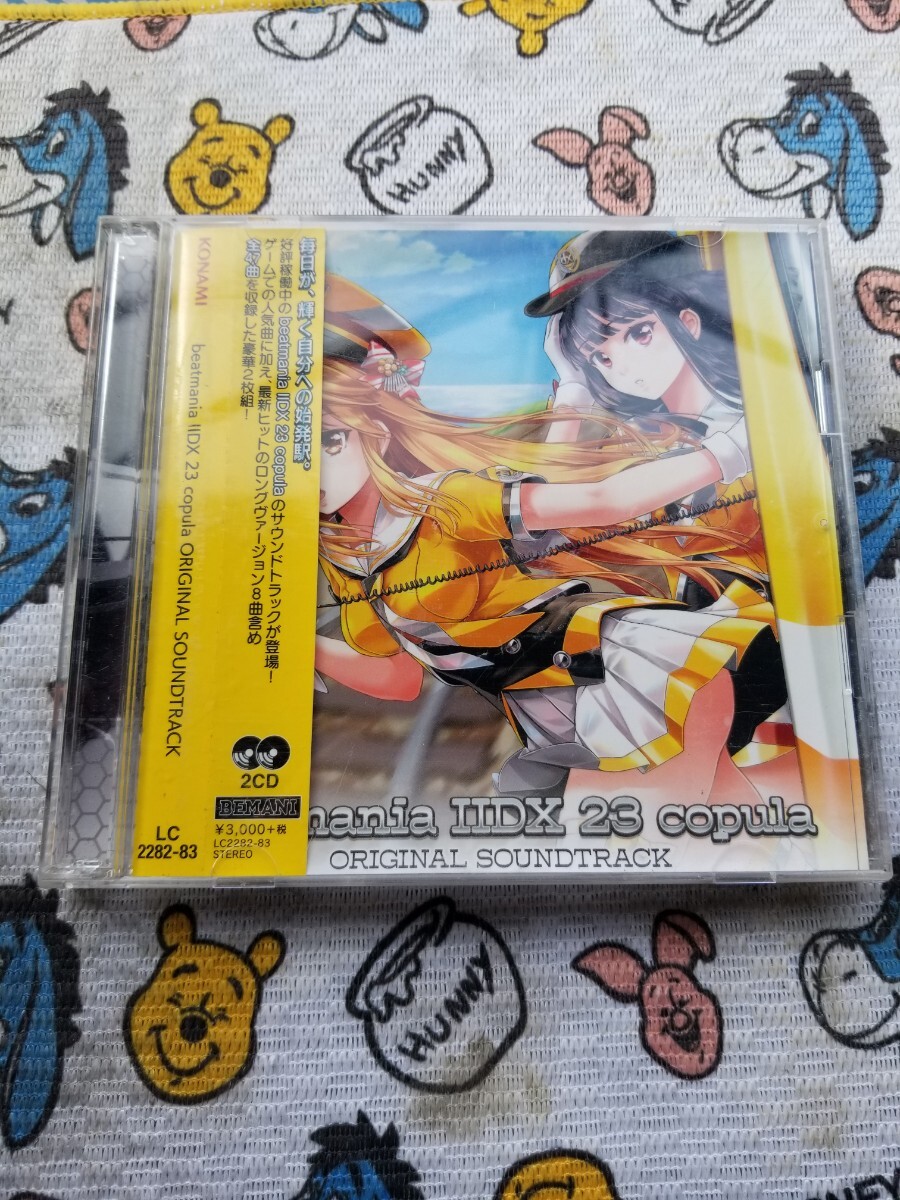 HUNNY
KONAMI
beatmania IIDX 23 copula ORIGINAL SOUNDTRACK
LC
2282-83
毎日が、輝く自分への始発駅。
好評稼働中のbeatmania IIDX 23 copulaのサウンドトラックが登場!
ゲームでの人気曲に加え、最新ヒットのロングヴァージョン8曲含め
曲を収録した豪華2枚組!
2CD
BEMANI
¥3,000+税
LC2282-83
STEREO
mania IIDX 23 copula
ORIGINAL SOUNDTRACK
HUNNY